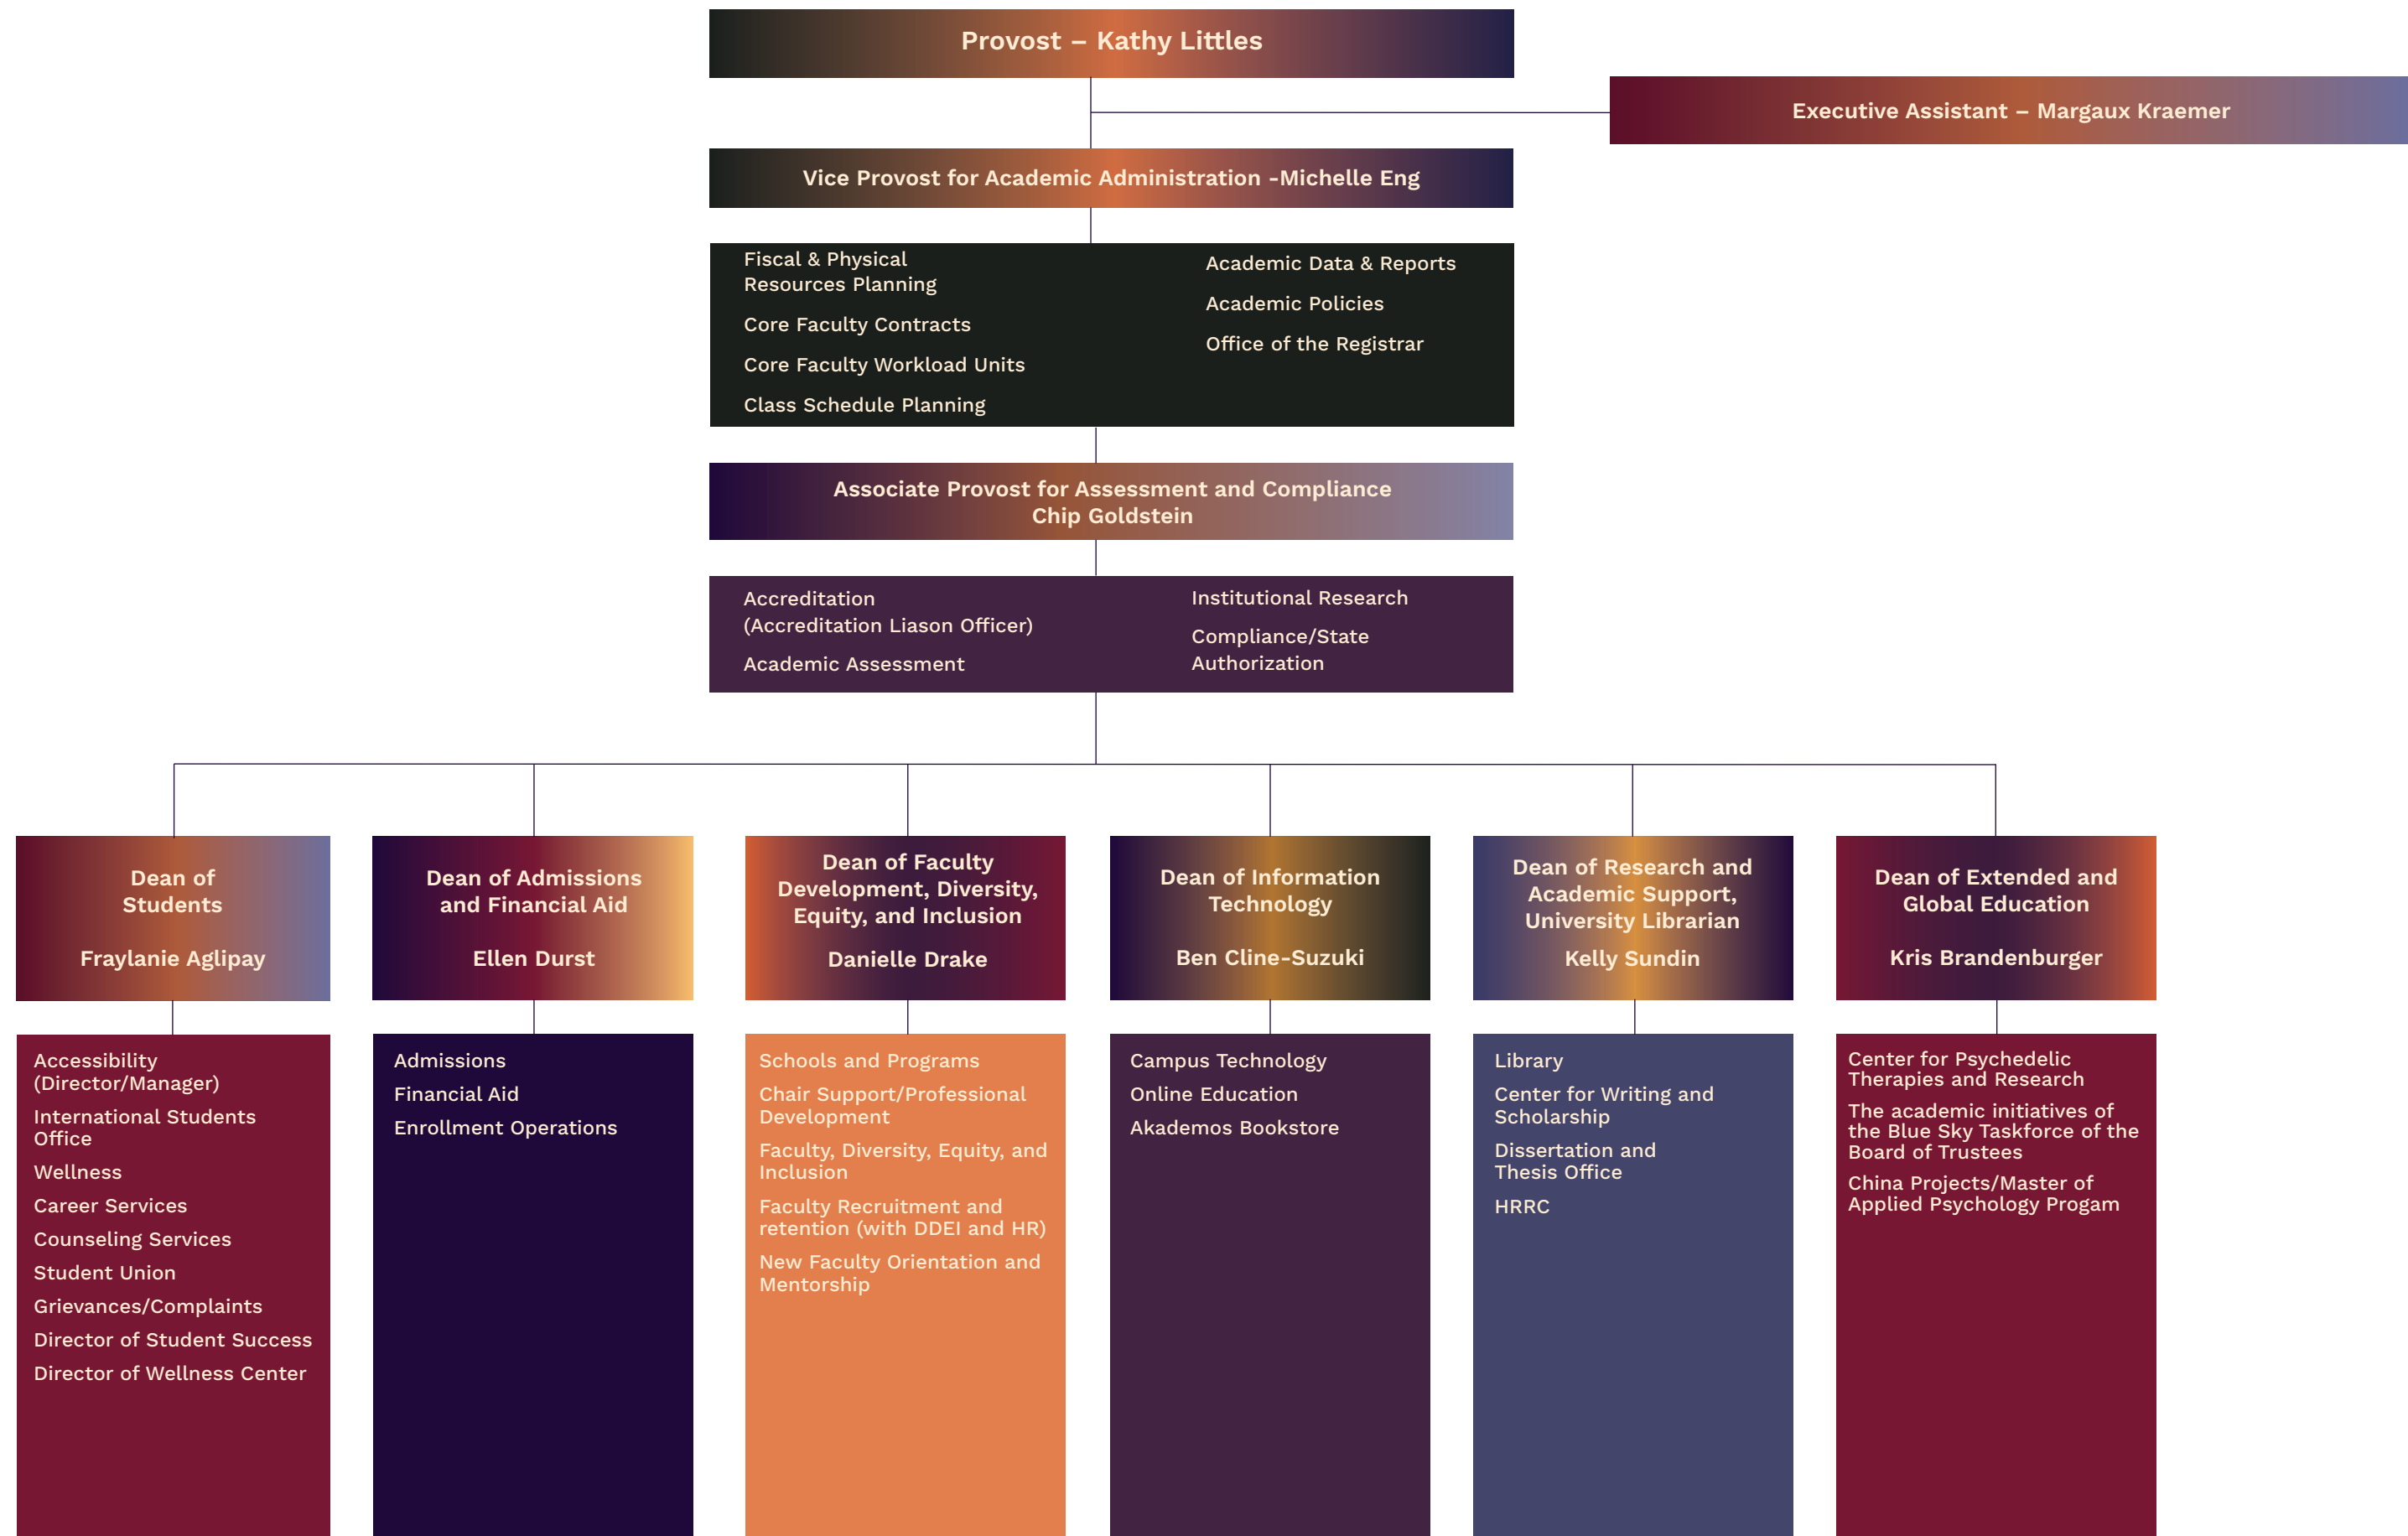 Provost – Kathy Littles
Executive Assistant – Margaux Kraemer
Vice Provost for Academic Administration -Michelle Eng
Fiscal & Physical
Resources Planning
Core Faculty Contracts
Core Faculty Workload Units
Class Schedule Planning
Academic Data & Reports
Academic Policies
Office of the Registrar
Associate Provost for Assessment and Compliance
Chip Goldstein
Accreditation
(Accreditation Liason Officer)
Academic Assessment
Institutional Research
Compliance/State
Authorization
Dean of
Students
Fraylanie Aglipay
Accessibility
(Director/Manager)
International Students
Office
Wellness
Career Services
Counseling Services
Student Union
Grievances/Complaints
Director of Student Success
Director of Wellness Center
Dean of Admissions
and Financial Aid
Ellen Durst
Admissions
Financial Aid
Enrollment Operations
Dean of Faculty
Development, Diversity,
Equity, and Inclusion
Danielle Drake
Schools and Programs
Chair Support/Professional
Development
Faculty, Diversity, Equity, and
Inclusion
Faculty Recruitment and
retention (with DDEI and HR)
New Faculty Orientation and
Mentorship
Dean of Information
Technology
Ben Cline-Suzuki
Campus Technology
Online Education
Akademos Bookstore
Dean of Research and
Academic Support,
University Librarian
Kelly Sundin
Library
Center for Writing and
Scholarship
Dissertation and
Thesis Office
HRRC
Dean of Extended and
Global Education
Kris Brandenburger
Center for Psychedelic
Therapies and Research
The academic initiatives of
the Blue Sky Taskforce of the
Board of Trustees
China Projects/Master of
Applied Psychology Progam